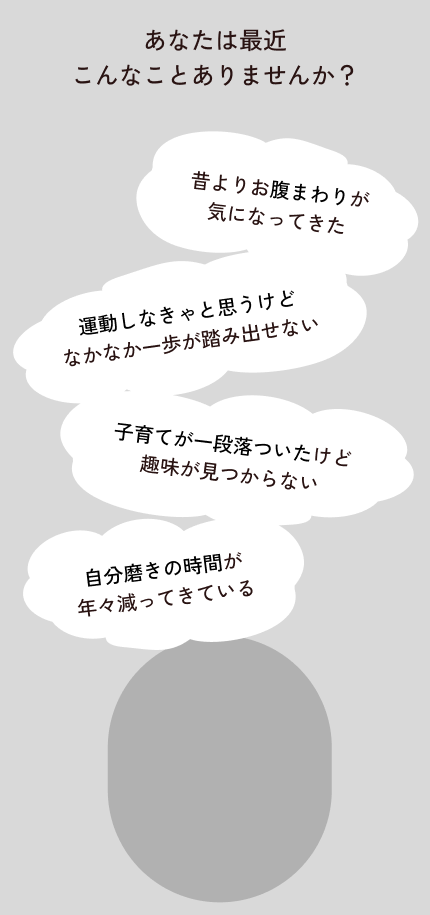 あなたは最近
こんなことありませんか？
昔よりお腹まわりが
気になってきた
運動しなきゃと思うけど
なかなか一歩が踏み出せない
子育てが一段落ついたけど
趣味が見つからない
自分磨きの時間が
年々減ってきている